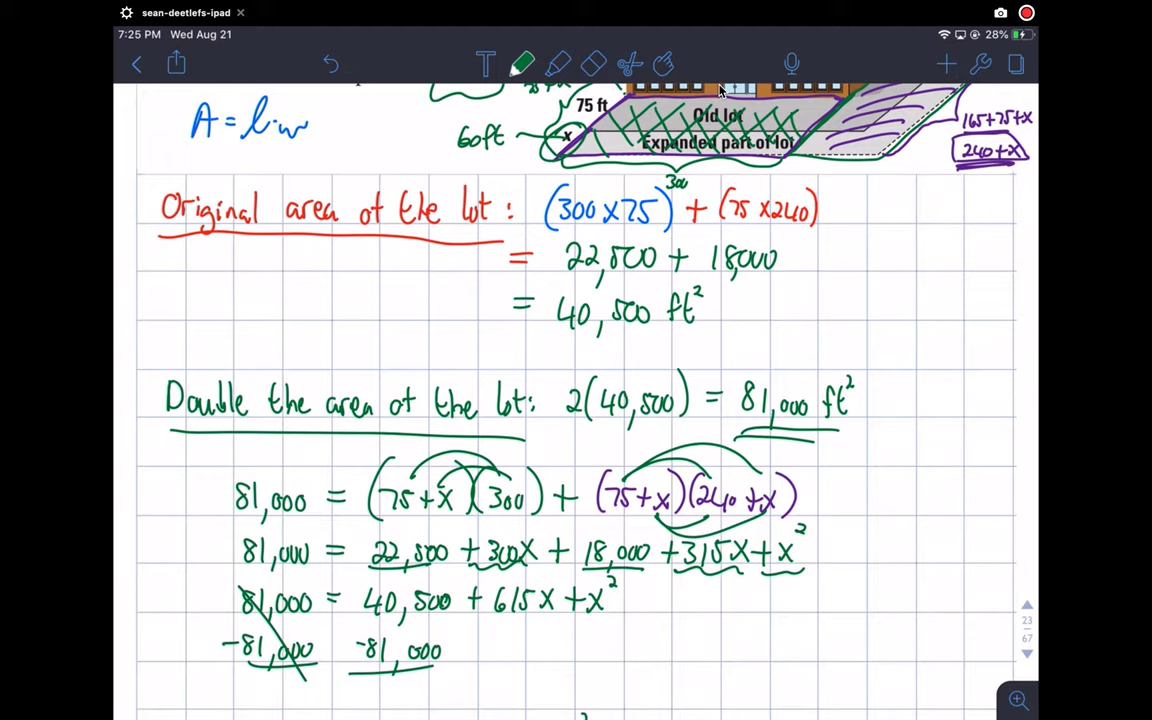 sean-deetlefs-ipad ×
7:25 PM Wed Aug 21
28%
A = l·w
75 ft
60ft
x
Old lot
Expanded part of lot
300
165+75+x
240+x
Original area of the lot: (300×75) + (75×240)
= 22,500 + 18,000
= 40,500 ft²
Double the area of the lot: 2(40,500) = 81,000 ft²
81,000 = (75+x)(300) + (75+x)(240+x)
81,000 = 22,500 + 300x + 18,000 + 315x + x²
81,000 = 40,500 + 615x + x²
-81,000 -81,000
23
67